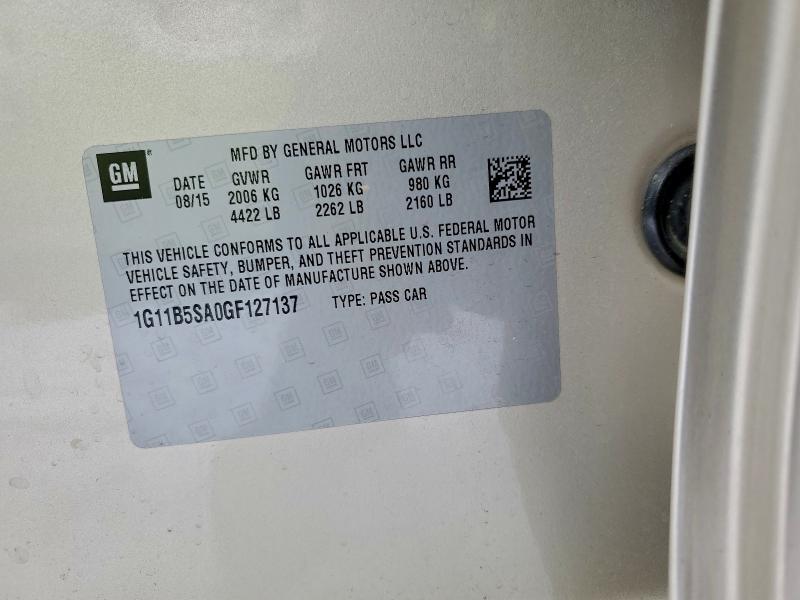 GM
MFD BY GENERAL MOTORS LLC
DATE GVWR GAWR FRT GAWR RR
08/15 2006 KG 1026 KG 980 KG
4422 LB 2262 LB 2160 LB
THIS VEHICLE CONFORMS TO ALL APPLICABLE U.S. FEDERAL MOTOR
VEHICLE SAFETY, BUMPER, AND THEFT PREVENTION STANDARDS IN
EFFECT ON THE DATE OF MANUFACTURE SHOWN ABOVE.
1G11B5SA0GF127137 TYPE: PASS CAR